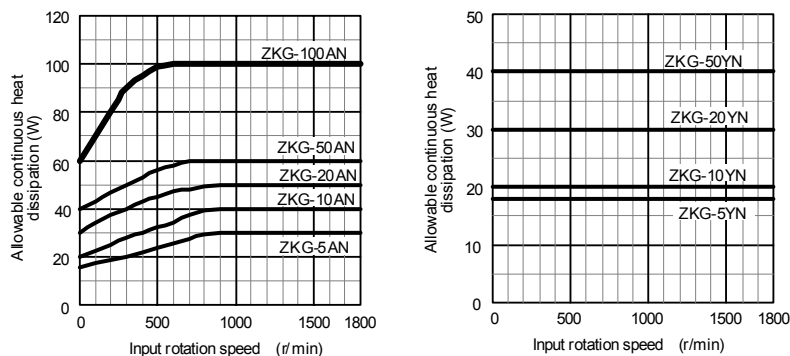 Allowable continuous heat
dissipation (W)
120
100
80
60
40
20
0
ZKG-100AN
ZKG-50AN
ZKG-20AN
ZKG-10AN
ZKG-5AN
0 500 1000 1500 1800
Input rotation speed (r/min)
Allowable continuous heat
dissipation (W)
50
40
30
20
10
0
ZKG-50YN
ZKG-20YN
ZKG-10YN
ZKG-5YN
0 500 1000 1500 1800
Input rotation speed (r/min)